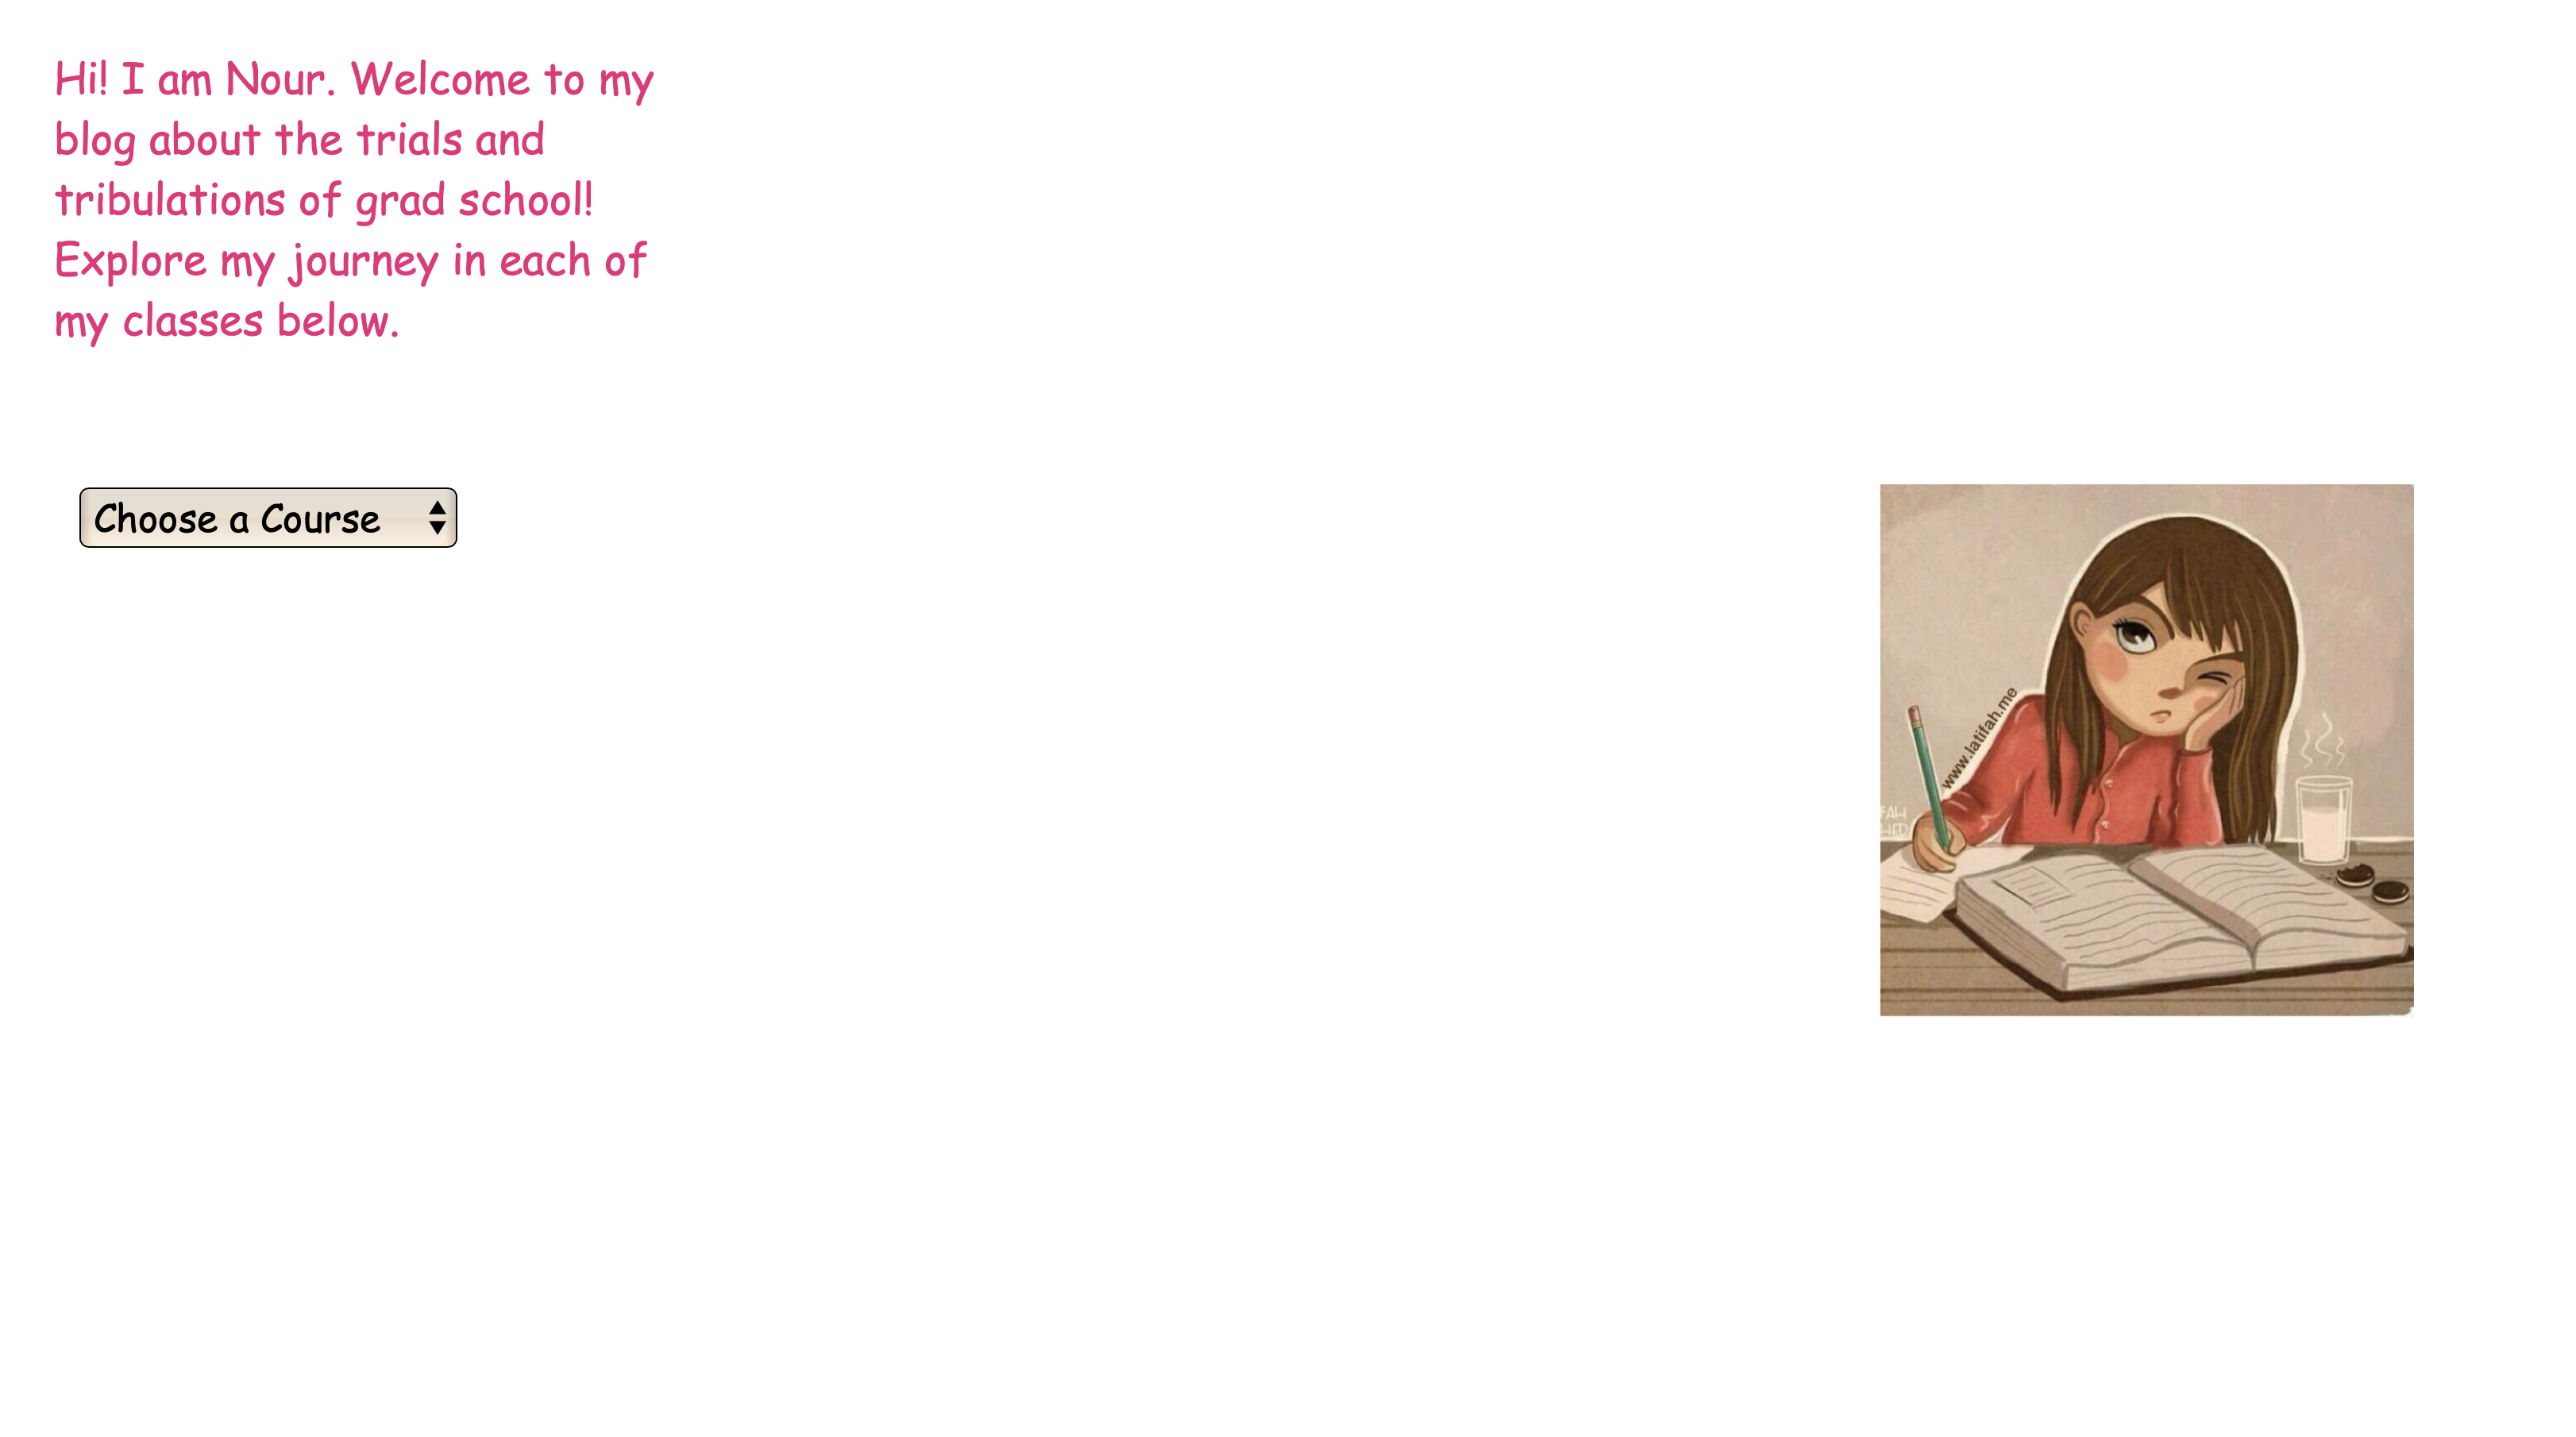 Hi! I am Nour. Welcome to my
blog about the trials and
tribulations of grad school!
Explore my journey in each of
my classes below.
Choose a Course
www.latifah.me